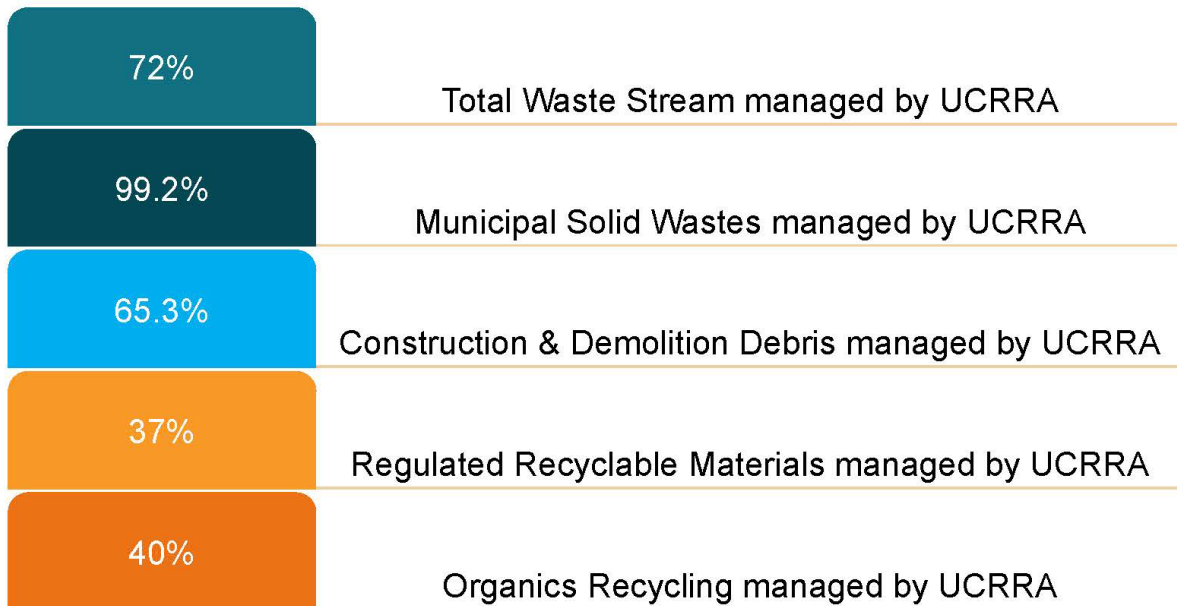 72%
Total Waste Stream managed by UCRRA
99.2%
Municipal Solid Wastes managed by UCRRA
65.3%
Construction & Demolition Debris managed by UCRRA
37%
Regulated Recyclable Materials managed by UCRRA
40%
Organics Recycling managed by UCRRA